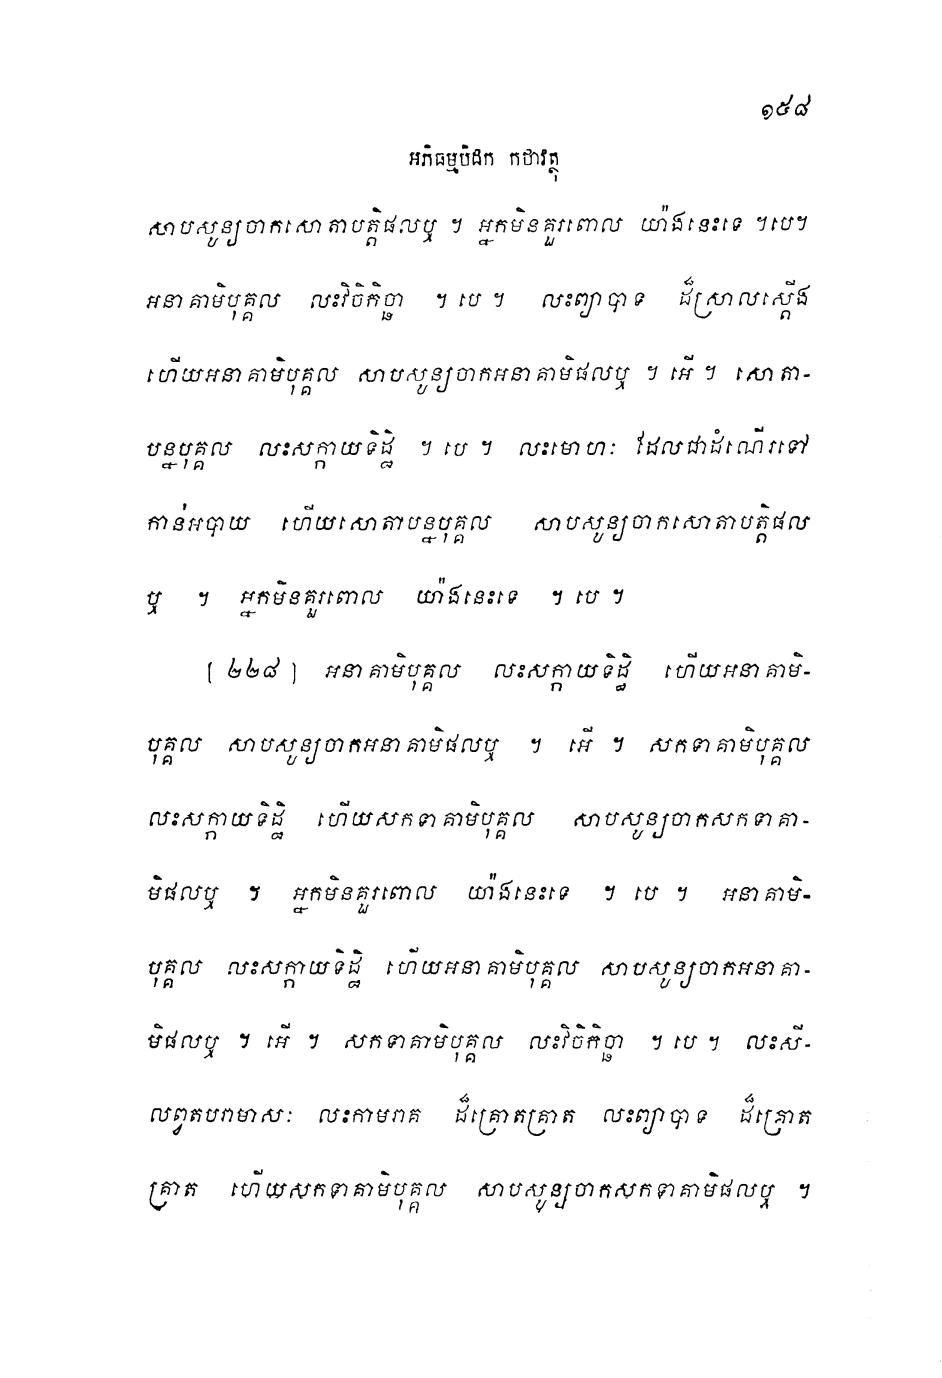 ១៥៨
អភិធម្មបិដក កថាវត្ថុ
សាបសូន្យចាកសោតាបត្តិផលឬ ។ អ្នកមិនគួរពោល យ៉ាងនេះទេ ។បេ។
អនាគាមិបុគ្គល លះវិចិកិច្ឆា ។ បេ ។ លះព្យាបាទ ដ៏ស្រាលស្តើង
ហើយអនាគាមិបុគ្គល សាបសូន្យចាកអនាគាមិផលឬ ។ អើ ។ សោតា-
បន្នបុគ្គល លះសក្កាយទិដ្ឋិ ។ បេ ។ លះមោហៈ ដែលជាដំណើរទៅ
កាន់អបាយ ហើយសោតាបន្នបុគ្គល សាបសូន្យចាកសោតាបត្តិផល
ឬ ។ អ្នកមិនគួរពោល យ៉ាងនេះទេ ។ បេ ។
[ ២២៨ ] អនាគាមិបុគ្គល លះសក្កាយទិដ្ឋិ ហើយអនាគាមិ-
បុគ្គល សាបសូន្យចាកអនាគាមិផលឬ ។ អើ ។ សកទាគាមិបុគ្គល
លះសក្កាយទិដ្ឋិ ហើយសកទាគាមិបុគ្គល សាបសូន្យចាកសកទាគា-
មិផលឬ ។ អ្នកមិនគួរពោល យ៉ាងនេះទេ ។ បេ ។ អនាគាមិ-
បុគ្គល លះសក្កាយទិដ្ឋិ ហើយអនាគាមិបុគ្គល សាបសូន្យចាកអនាគា-
មិផលឬ ។ អើ ។ សកទាគាមិបុគ្គល លះវិចិកិច្ឆា ។ បេ ។ លះសី-
លព្វតបរាមាសៈ លះកាមរាគ ដ៏គ្រោតគ្រាត លះព្យាបាទ ដ៏គ្រោត
គ្រាត ហើយសកទាគាមិបុគ្គល សាបសូន្យចាកសកទាគាមិផលឬ ។